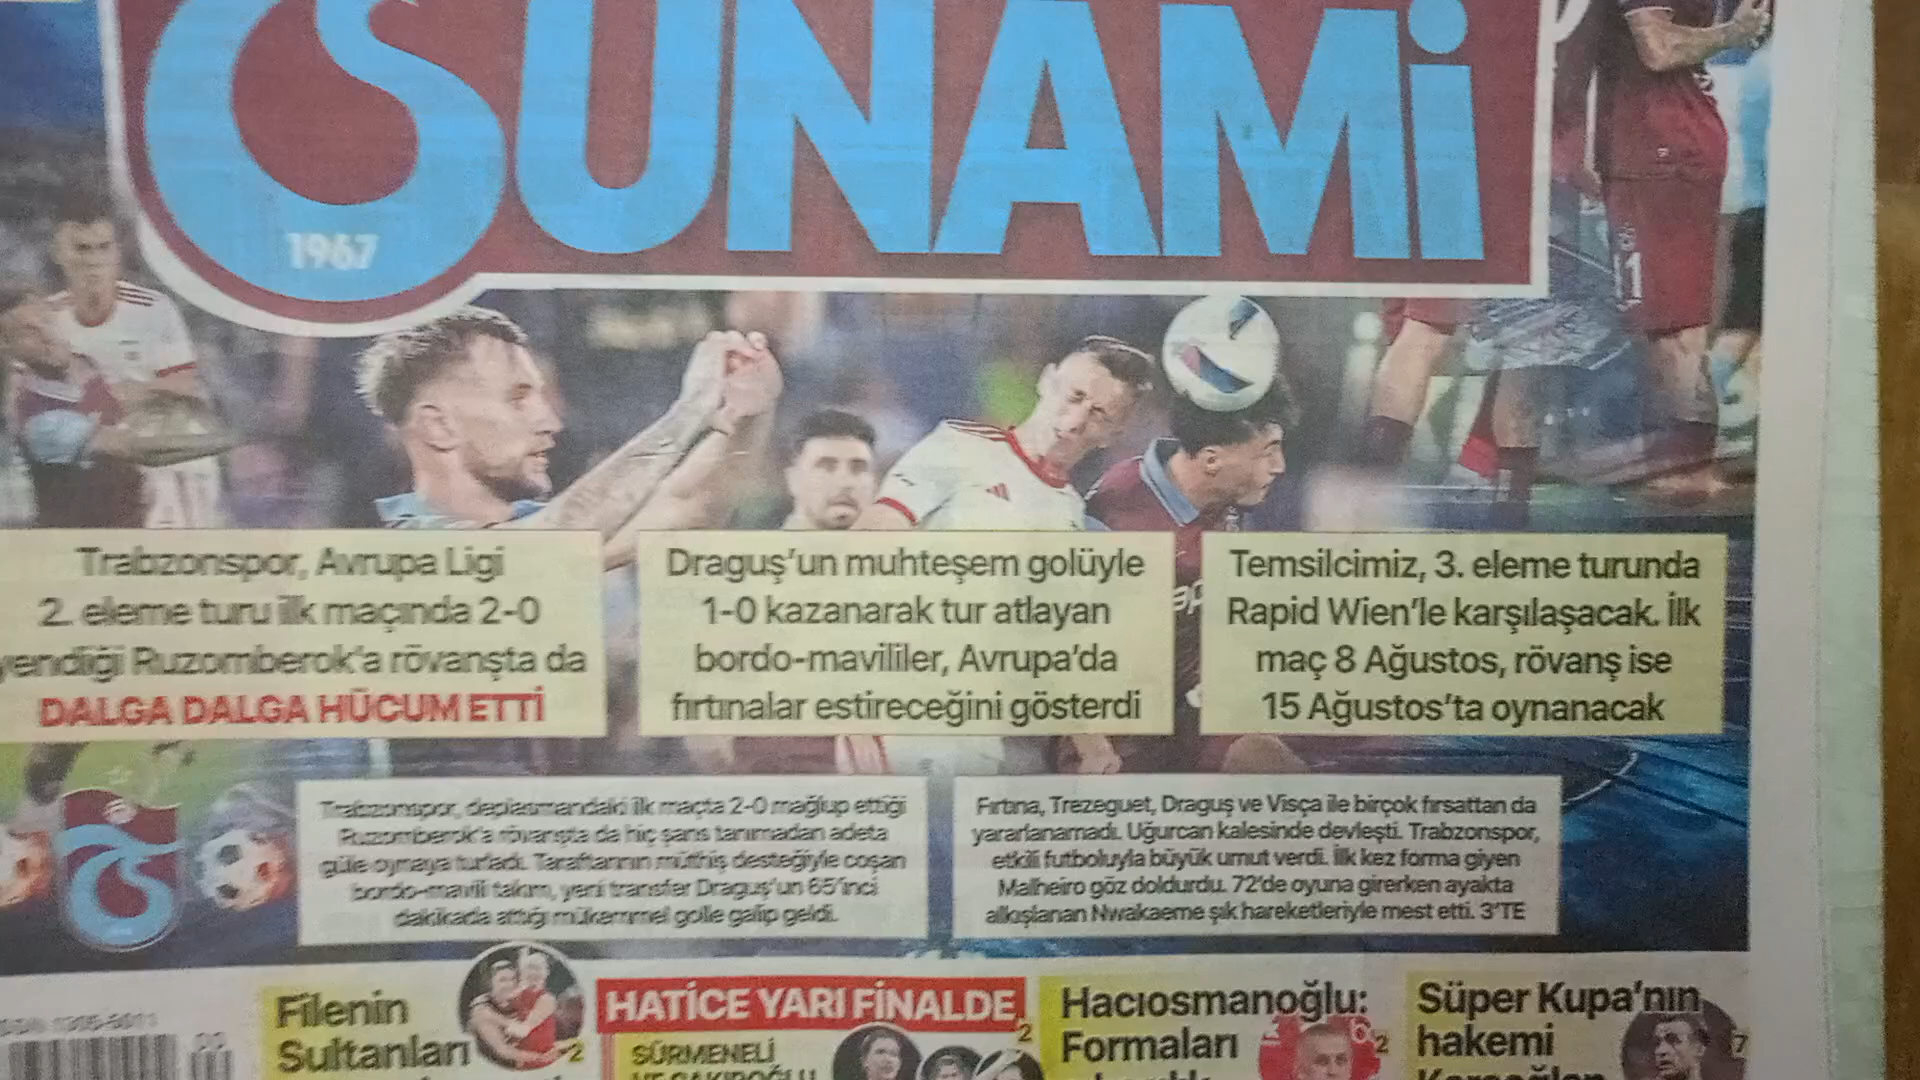 TSUNAMİ
1967
11
Trabzonspor, Avrupa Ligi
2. eleme turu ilk maçında 2-0
yendiği Ruzomberok'a rövanşta da
DALGA DALGA HÜCUM ETTİ
Draguş'un muhteşem golüyle
1-0 kazanarak tur atlayan
bordo-mavililer, Avrupa'da
fırtınalar estireceğini gösterdi
Temsilcimiz, 3. eleme turunda
Rapid Wien'le karşılaşacak. İlk
maç 8 Ağustos, rövanş ise
15 Ağustos'ta oynanacak
Trabzonspor, deplasmandaki ilk maçta 2-0 mağlup ettiği
Ruzomberok'a rövanşta da hiç şans tanımadan adeta
güle oynaya turladı. Taraftarının müthiş desteğiyle coşan
bordo-mavili takım, yeni transfer Draguş'un 65'inci
dakikada attığı mükemmel golle galip geldi.
Fırtına, Trezeguet, Draguş ve Visça ile birçok fırsattan da
yararlanamadı. Uğurcan kalesinde devleşti. Trabzonspor,
etkili futboluyla büyük umut verdi. İlk kez forma giyen
Malheiro göz doldurdu. 72'de oyuna girerken ayakta
alkışlanan Nwakaeme şık hareketleriyle mest etti. 3'TE
Filenin
Sultanları
2
HATİCE YARI FİNALDE
2
SÜRMENELİ
Hacıosmanoğlu:
Formaları
2
Süper Kupa'nın
hakemi
7